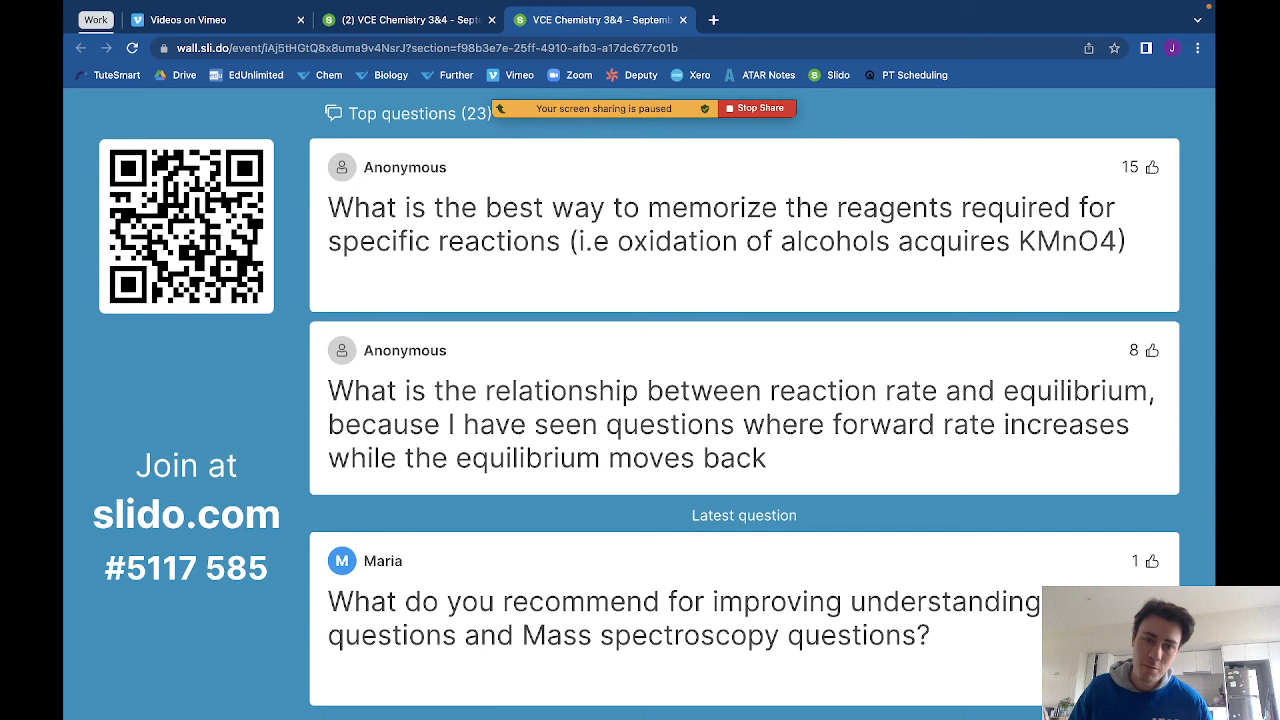 Work
Videos on Vimeo
(2) VCE Chemistry 3&4 - Sept
VCE Chemistry 3&4 - Septemb
wall.sli.do/event/iAj5tHGtQ8x8uma9v4NsrJ?section=f98b3e7e-25ff-4910-afb3-a17dc677c01b
J
TuteSmart
Drive
EdUnlimited
Chem
Biology
Further
Vimeo
Zoom
Deputy
Xero
ATAR Notes
Slido
PT Scheduling
Top questions (23)
Your screen sharing is paused
Stop Share
Anonymous
15
What is the best way to memorize the reagents required for
specific reactions (i.e oxidation of alcohols acquires KMnO4)
Anonymous
8
What is the relationship between reaction rate and equilibrium,
because I have seen questions where forward rate increases
while the equilibrium moves back
Join at
slido.com
#5117 585
Latest question
M
Maria
1
What do you recommend for improving understanding
questions and Mass spectroscopy questions?